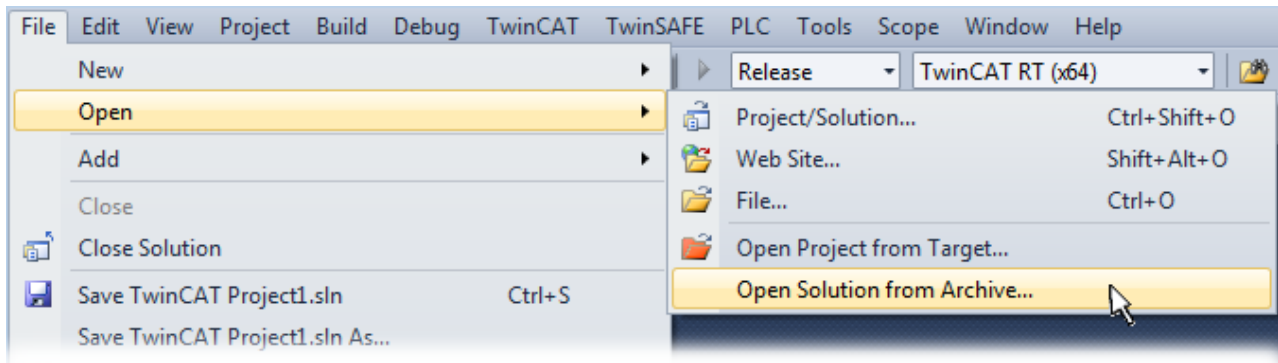 File Edit View Project Build Debug TwinCAT TwinSAFE PLC Tools Scope Window Help
New
Release TwinCAT RT (x64)
Open
Project/Solution... Ctrl+Shift+O
Add
Web Site... Shift+Alt+O
Close
File... Ctrl+O
Close Solution
Open Project from Target...
Save TwinCAT Project1.sln Ctrl+S
Open Solution from Archive...
Save TwinCAT Project1.sln As...